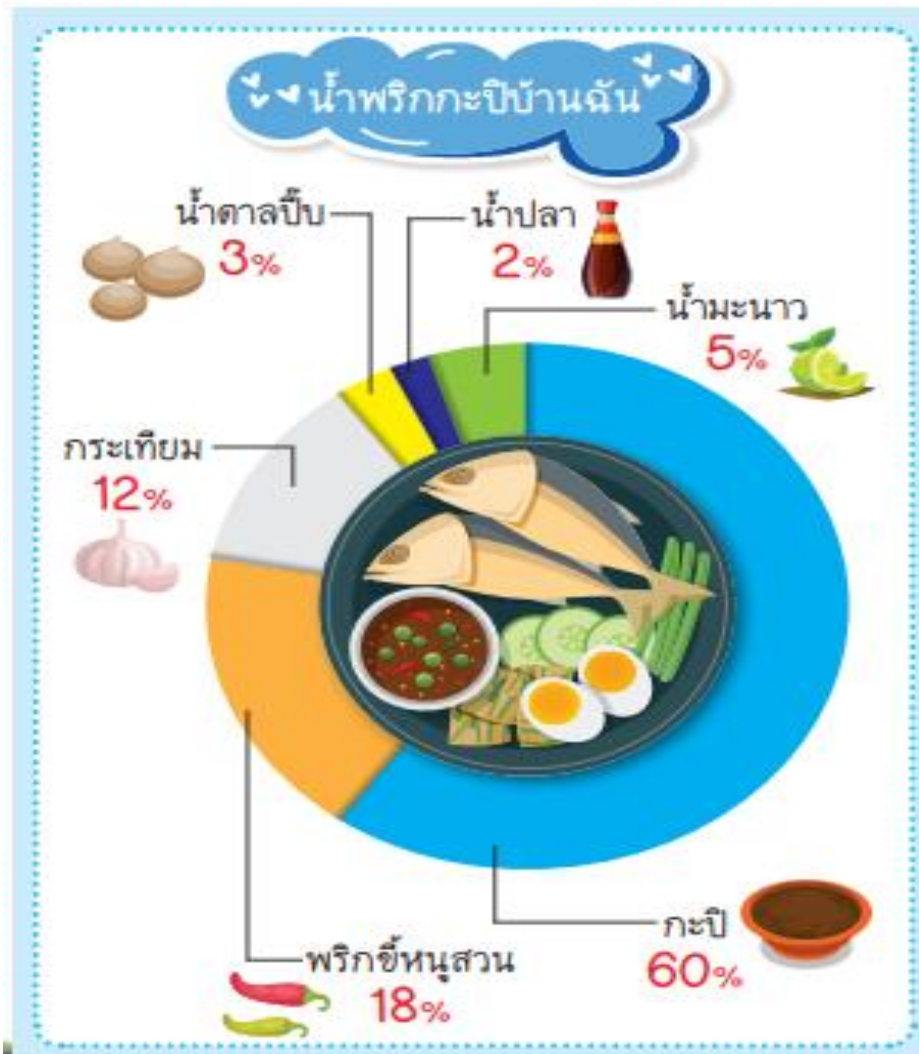 น้ำพริกกะปิบ้านฉัน
น้ำตาลปี๊บ
3%
น้ำปลา
2%
น้ำมะนาว
5%
กระเทียม
12%
กะปิ
60%
พริกขี้หนูสวน
18%